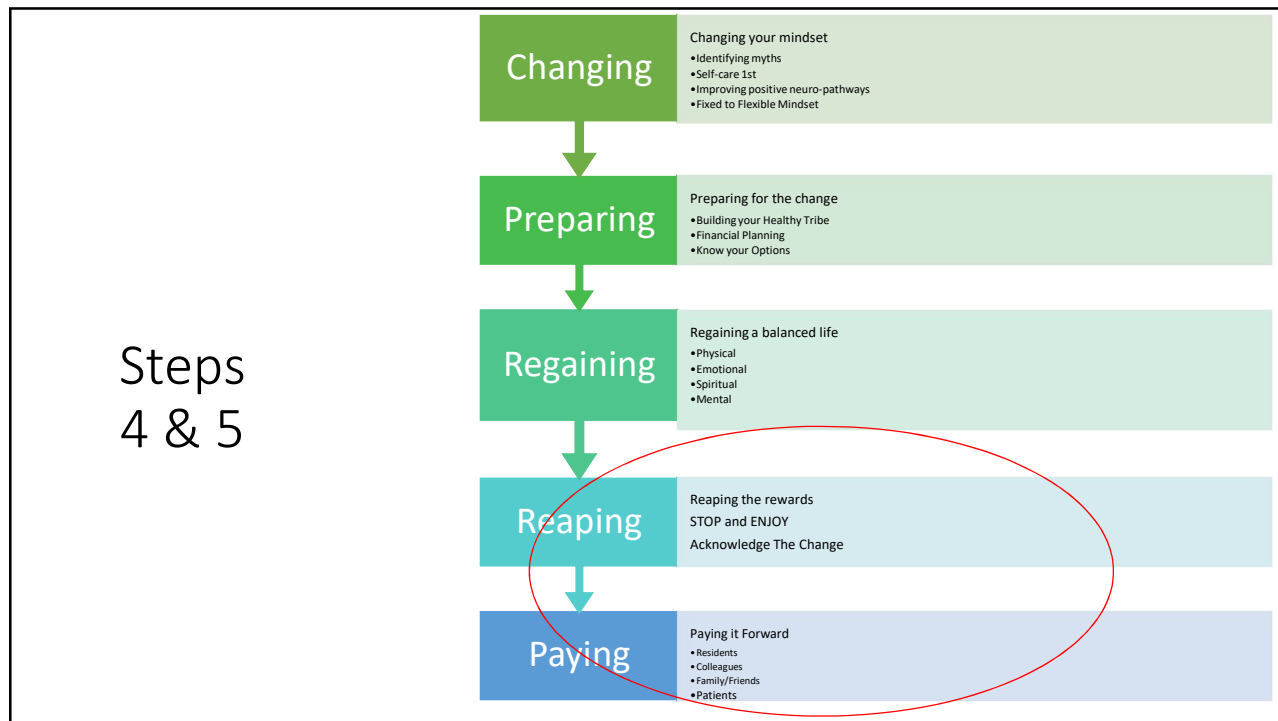 Steps
4 & 5
Changing
Changing your mindset
•Identifying myths
•Self-care 1st
•Improving positive neuro-pathways
•Fixed to Flexible Mindset
Preparing
Preparing for the change
•Building your Healthy Tribe
•Financial Planning
•Know your Options
Regaining
Regaining a balanced life
•Physical
•Emotional
•Spiritual
•Mental
Reaping
Reaping the rewards
STOP and ENJOY
Acknowledge The Change
Paying
Paying it Forward
•Residents
•Colleagues
•Family/Friends
•Patients